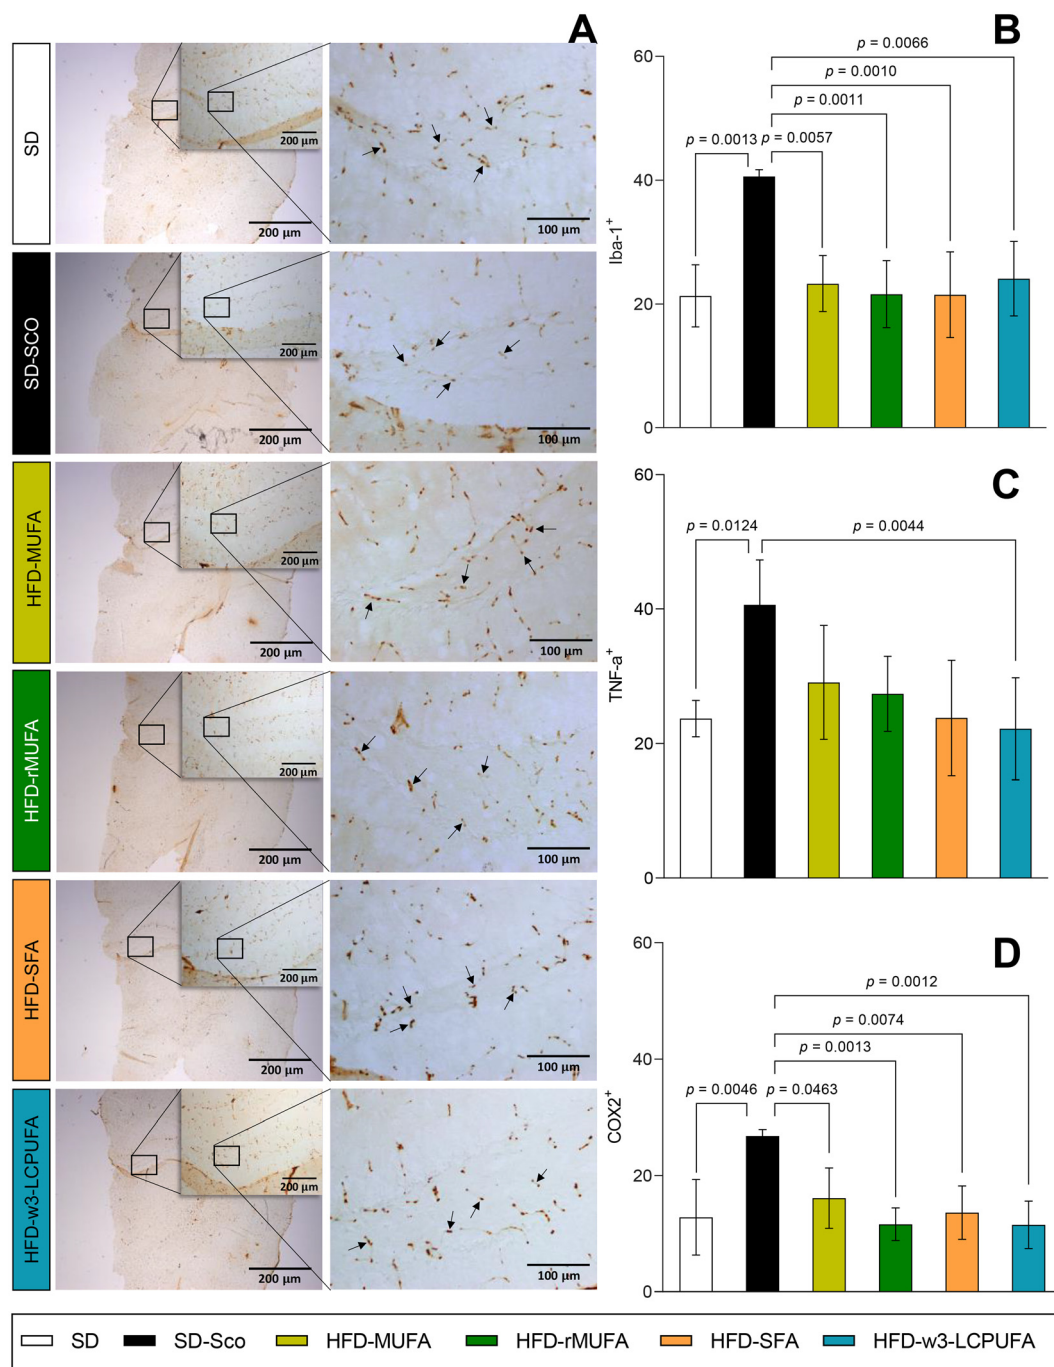 A
SD
200 µm
200 µm
100 µm
SD-SCO
200 µm
200 µm
100 µm
HFD-MUFA
200 µm
200 µm
100 µm
HFD-rMUFA
200 µm
200 µm
100 µm
HFD-SFA
200 µm
200 µm
100 µm
HFD-w3-LCPUFA
200 µm
200 µm
100 µm
B
p = 0.0066
p = 0.0010
p = 0.0011
p = 0.0013 p = 0.0057
Iba-1+
60
40
20
0
C
p = 0.0124 p = 0.0044
TNF-a+
60
40
20
0
D
p = 0.0012
p = 0.0074
p = 0.0013
p = 0.0046 p = 0.0463
COX2+
60
40
20
0
SD SD-Sco HFD-MUFA HFD-rMUFA HFD-SFA HFD-w3-LCPUFA